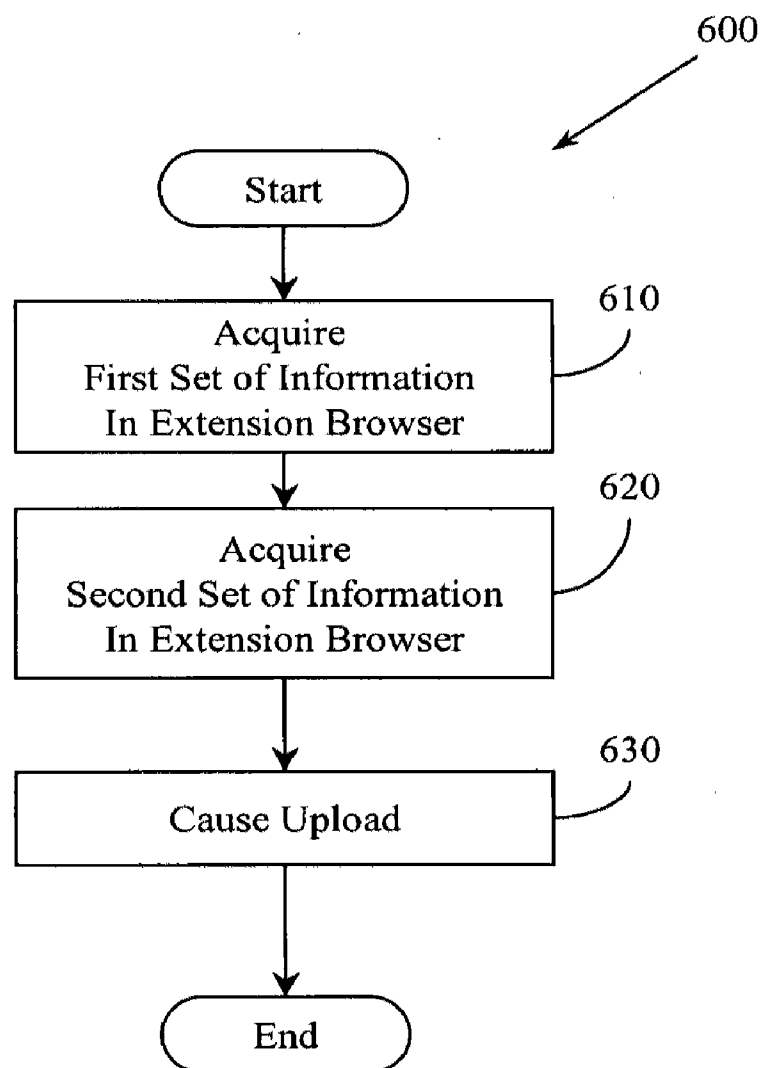 600
Start
610
Acquire
First Set of Information
In Extension Browser
620
Acquire
Second Set of Information
In Extension Browser
630
Cause Upload
End